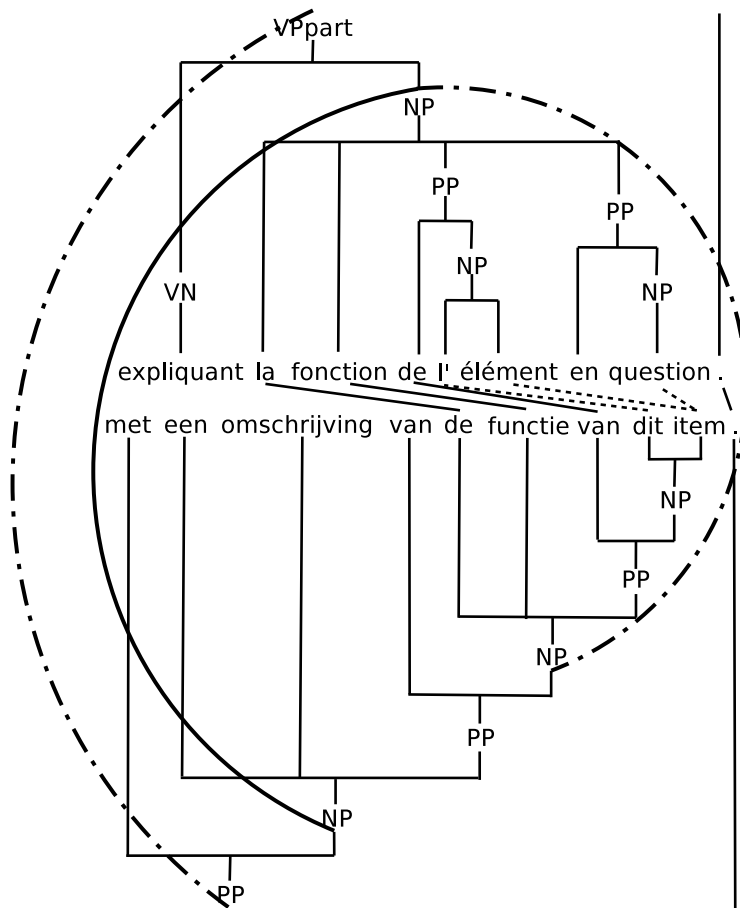 VPpart
NP
PP
PP
NP
VN
NP
expliquant la fonction de l' élément en question .
met een omschrijving van de functie van dit item .
NP
PP
NP
PP
NP
PP